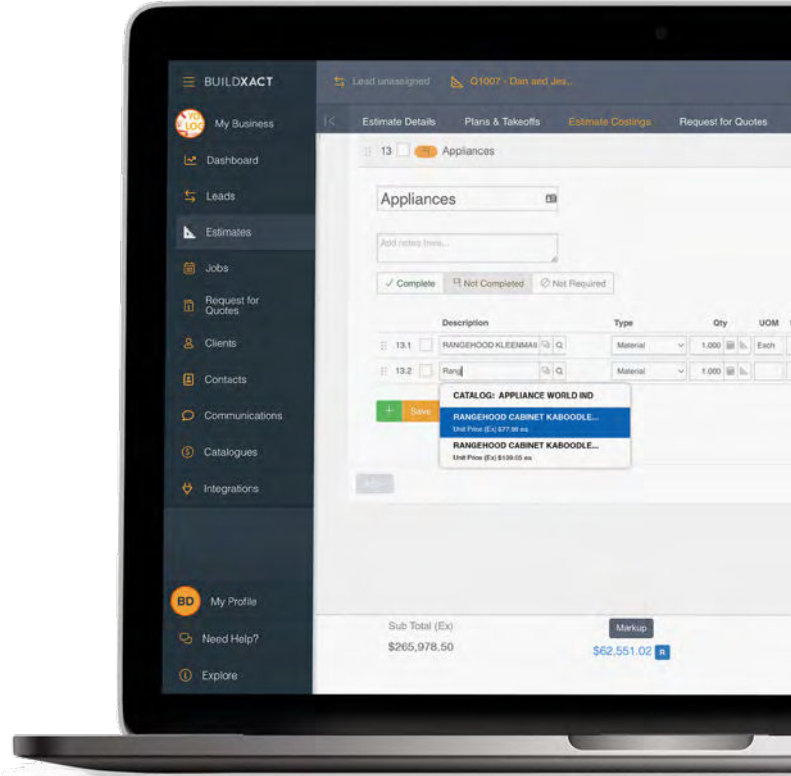 BUILDXACT
Lead unassigned
Q1007 - Dan and Jes...
YO
LOG
My Business
Estimate Details
Plans & Takeoffs
Estimate Costings
Request for Quotes
13
Appliances
Dashboard
Leads
Estimates
Jobs
Request for
Quotes
Clients
Contacts
Communications
Catalogues
Integrations
Appliances
Add notes here...
Complete
Not Completed
Not Required
Description
Type
Qty
UOM
13.1
RANGEHOOD KLEENMAI
Material
1.000
Each
13.2
Rang
Material
1.000
+
Save
CATALOG: APPLIANCE WORLD IND
RANGEHOOD CABINET KABOODLE...
Unit Price (Ex) $77.99 ea
RANGEHOOD CABINET KABOODLE...
Unit Price (Ex) $139.05 ea
BD
My Profile
Need Help?
Explore
Sub Total (Ex)
$265,978.50
Markup
$62,551.02
R